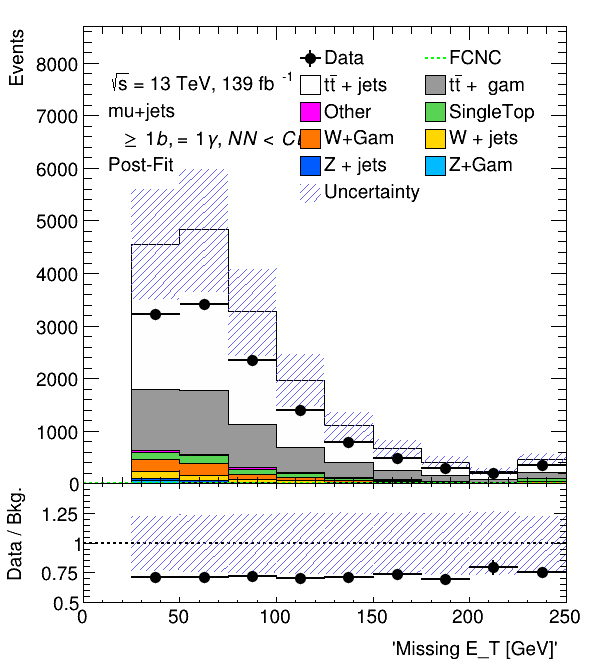 Events
8000
7000
6000
5000
4000
3000
2000
1000
0
√s = 13 TeV, 139 fb -1
mu+jets
≥ 1b, = 1γ, NN < C
Post-Fit
Data
FCNC
tt̄ + jets
tt̄ + gam
Other
SingleTop
W+Gam
W + jets
Z + jets
Z+Gam
Uncertainty
Data / Bkg.
1.25
1
0.75
0.5
0 50 100 150 200 250
'Missing E_T [GeV]'